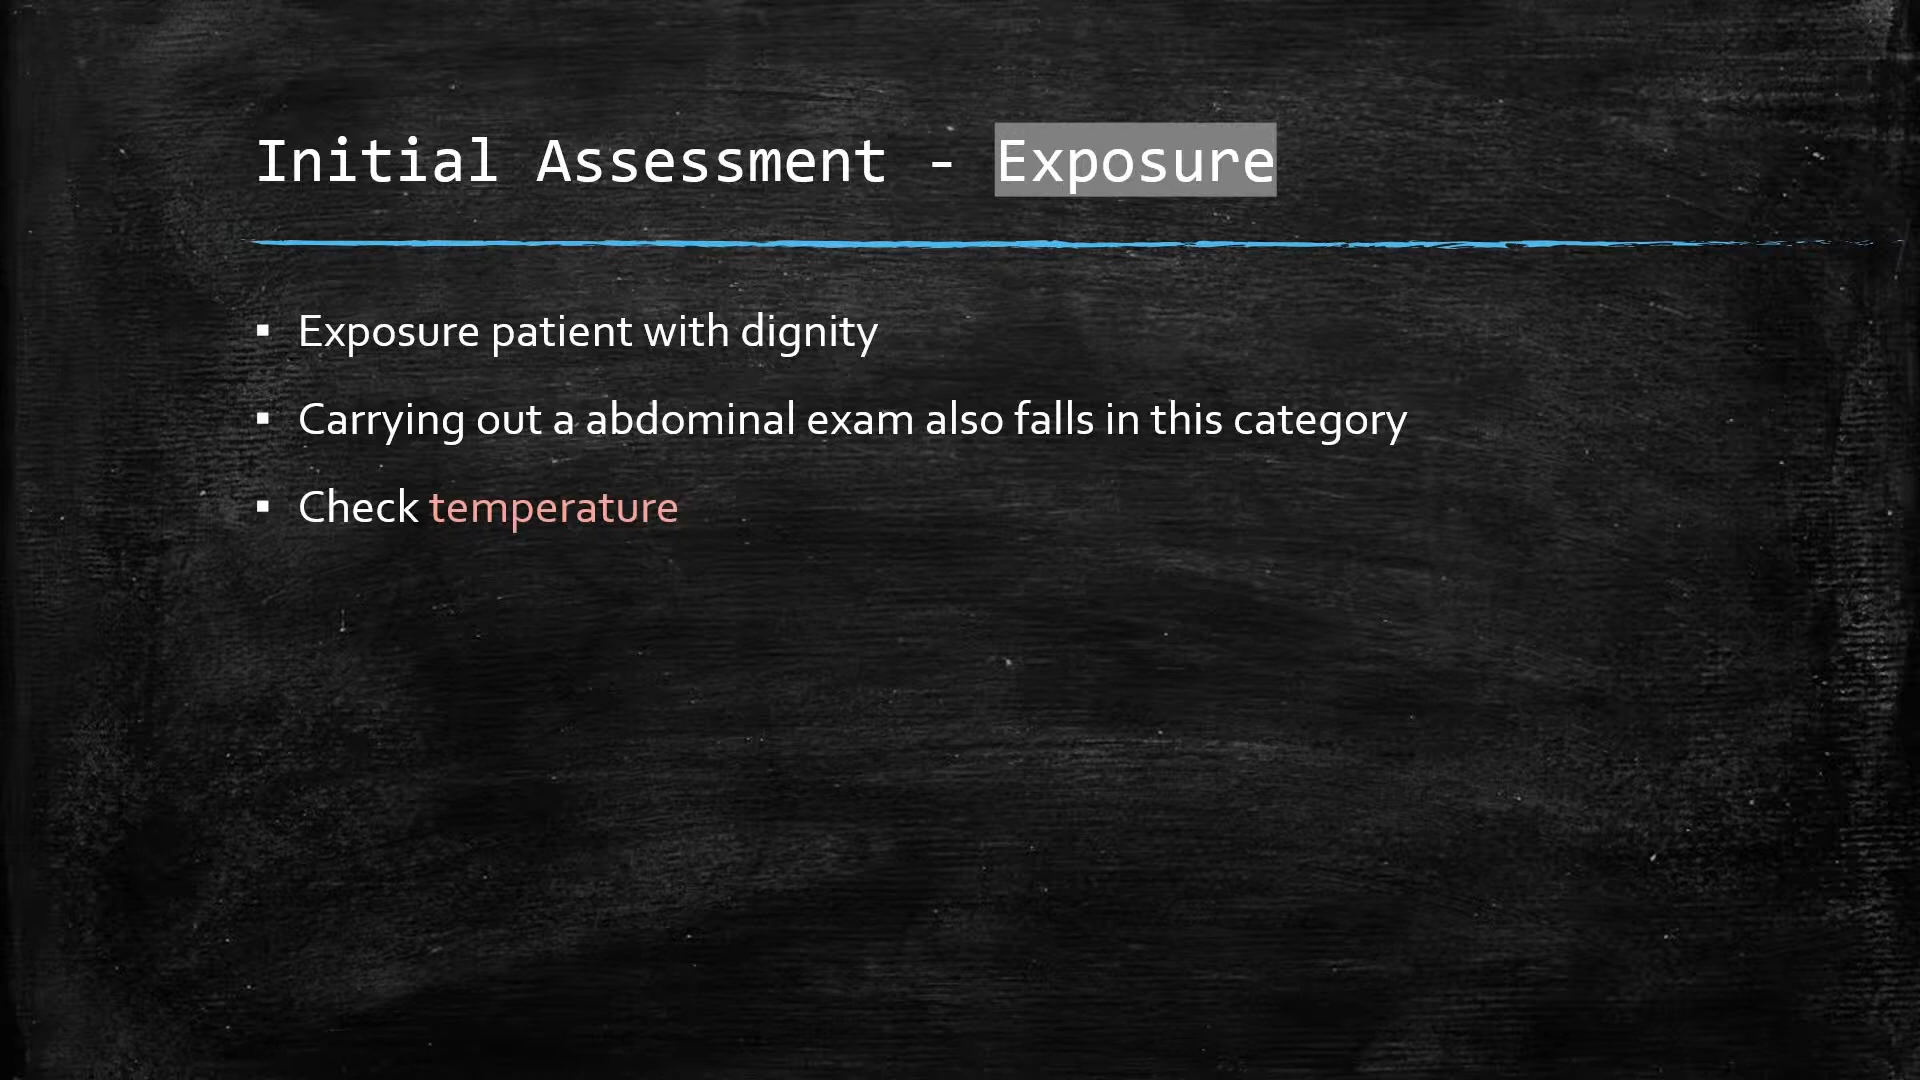 Initial Assessment - Exposure
▪ Exposure patient with dignity
▪ Carrying out a abdominal exam also falls in this category
▪ Check temperature